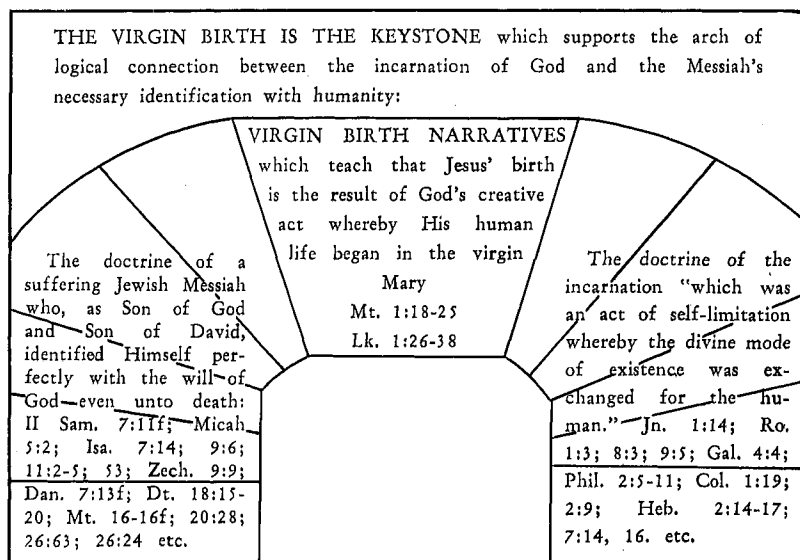 THE VIRGIN BIRTH IS THE KEYSTONE which supports the arch of
logical connection between the incarnation of God and the Messiah's
necessary identification with humanity:
VIRGIN BIRTH NARRATIVES
which teach that Jesus' birth
is the result of God's creative
act whereby His human
life began in the virgin
Mary
Mt. 1:18-25
Lk. 1:26-38
The doctrine of a
suffering Jewish Messiah
who, as Son of God
and Son of David,
identified Himself per-
fectly with the will of
God even unto death:
II Sam. 7:11f; Micah
5:2; Isa. 7:14; 9:6;
11:2-5; 53; Zech. 9:9;
Dan. 7:13f; Dt. 18:15-
20; Mt. 16-16f; 20:28;
26:63; 26:24 etc.
The doctrine of the
incarnation "which was
an act of self-limitation
whereby the divine mode
of existence was ex-
changed for the hu-
man." Jn. 1:14; Ro.
1:3; 8:3; 9:5; Gal. 4:4;
Phil. 2:5-11; Col. 1:19;
2:9; Heb. 2:14-17;
7:14, 16. etc.